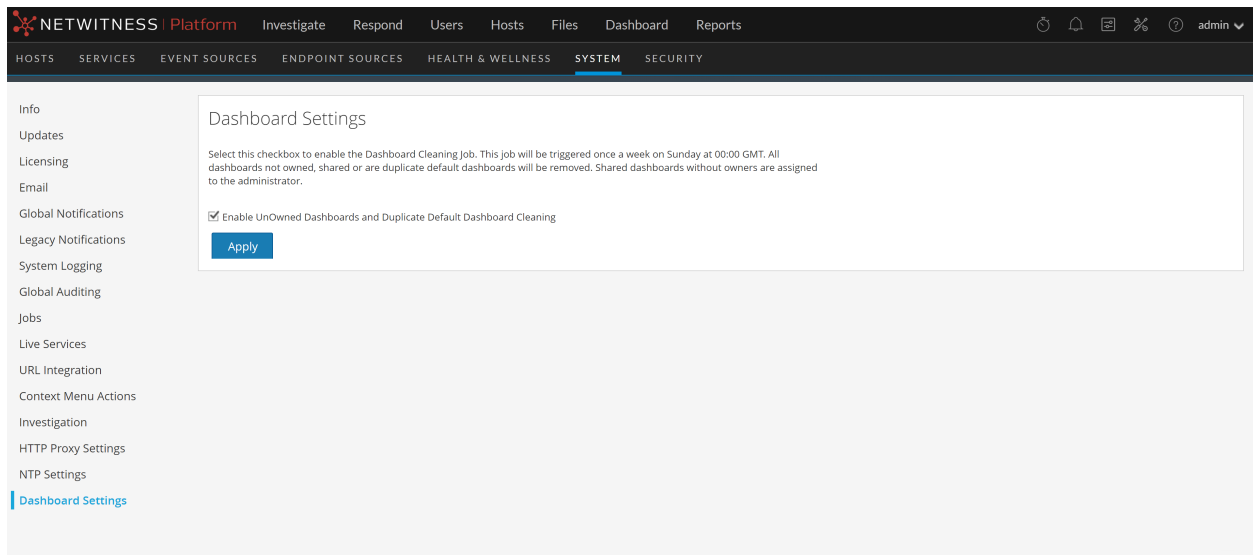 NETWITNESS Platform Investigate Respond Users Hosts Files Dashboard Reports admin
HOSTS SERVICES EVENT SOURCES ENDPOINT SOURCES HEALTH & WELLNESS SYSTEM SECURITY
Info
Updates
Licensing
Email
Global Notifications
Legacy Notifications
System Logging
Global Auditing
Jobs
Live Services
URL Integration
Context Menu Actions
Investigation
HTTP Proxy Settings
NTP Settings
Dashboard Settings
Dashboard Settings
Select this checkbox to enable the Dashboard Cleaning Job. This job will be triggered once a week on Sunday at 00:00 GMT. All
dashboards not owned, shared or are duplicate default dashboards will be removed. Shared dashboards without owners are assigned
to the administrator.
Enable UnOwned Dashboards and Duplicate Default Dashboard Cleaning
Apply